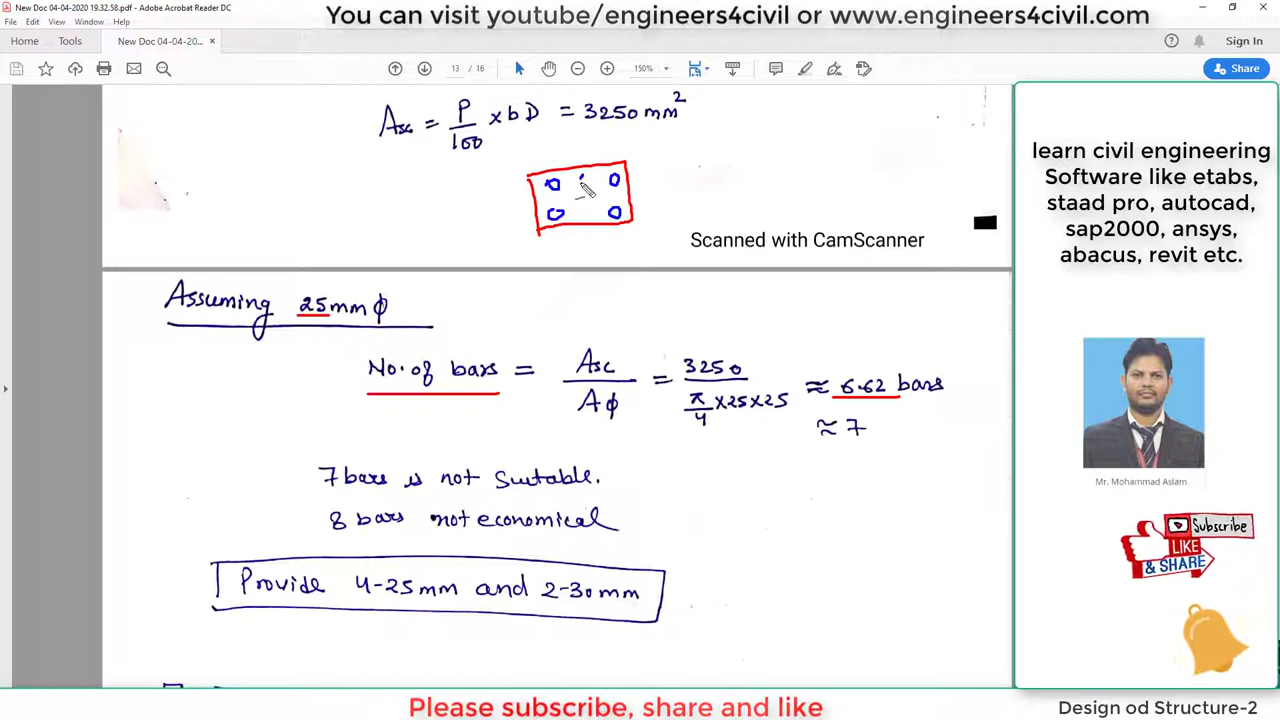 New Doc 04-04-2020 19.32.58.pdf - Adobe Acrobat Reader DC
You can visit youtube/engineers4civil or www.engineers4civil.com
File Edit View Window Help
Home Tools New Doc 04-04-20... × Sign In
13 / 16 150% Share
Asc = P/100 × bD = 3250 mm²
Scanned with CamScanner
Assuming 25mm ϕ
No. of bars = Asc/Aϕ = 3250/(π/4 ×25×25) ≈ 6.62 bars
≈ 7
7 bars is not Suitable.
8 bars not economical
Provide 4-25mm and 2-30mm
learn civil engineering
Software like etabs,
staad pro, autocad,
sap2000, ansys,
abacus, revit etc.
Mr. Mohammad Aslam
Subscribe
LIKE
& SHARE
Please subscribe, share and like
Design od Structure-2